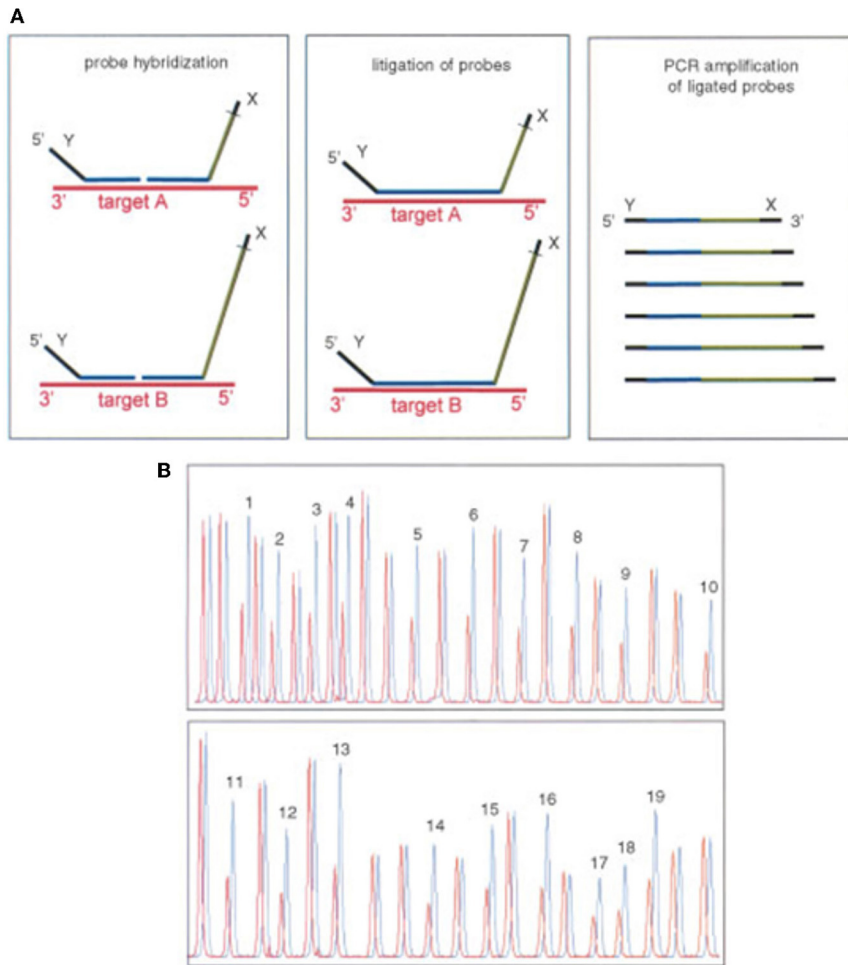 A
probe hybridization
X
5' Y
3' target A 5'
X
5' Y
3' target B 5'
litigation of probes
X
5' Y
3' target A 5'
X
5' Y
3' target B 5'
PCR amplification
of ligated probes
Y X
5' 3'
B
1 2 3 4 5 6 7 8 9 10
11 12 13 14 15 16 17 18 19